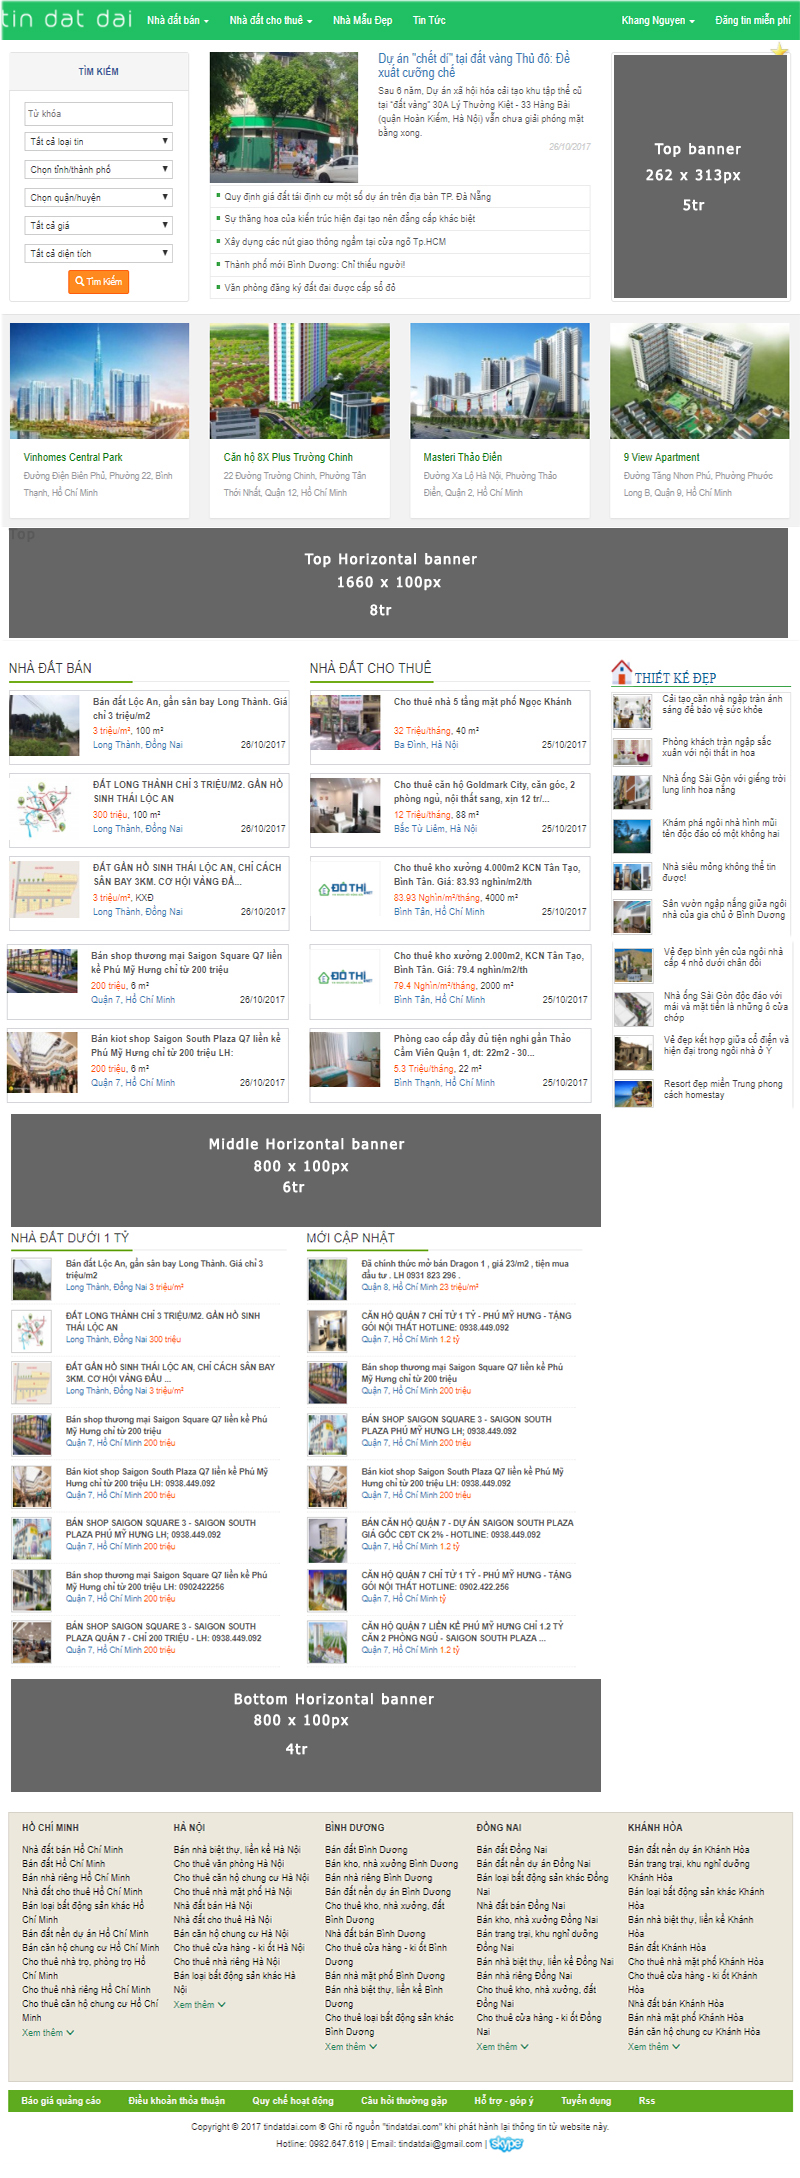 tin dat dai
Nhà đất bán
Nhà đất cho thuê
Nhà Mẫu Đẹp
Tin Tức
Khang Nguyen
Đăng tin miễn phí
TÌM KIẾM
Từ khóa
Tất cả loại tin
Chọn tỉnh/thành phố
Chọn quận/huyện
Tất cả giá
Tất cả diện tích
Tìm Kiếm
Dự án "chết dí" tại đất vàng Thủ đô: Đề
xuất cưỡng chế
Sau 6 năm, Dự án xã hội hóa cải tạo khu tập thể cũ
tại "đất vàng" 30A Lý Thường Kiệt - 33 Hàng Bài
(quận Hoàn Kiếm, Hà Nội) vẫn chưa giải phóng mặt
bằng xong.
26/10/2017
Quy định giá đất tái định cư một số dự án trên địa bàn TP. Đà Nẵng
Sự thăng hoa của kiến trúc hiện đại tạo nên đẳng cấp khác biệt
Xây dựng các nút giao thông ngầm tại cửa ngõ Tp.HCM
Thành phố mới Bình Dương: Chỉ thiếu người!
Văn phòng đăng ký đất đai được cấp sổ đỏ
Top banner
262 x 313px
5tr
Vinhomes Central Park
Đường Điện Biên Phủ, Phường 22, Bình
Thạnh, Hồ Chí Minh
Căn hộ 8X Plus Trường Chinh
22 Đường Trường Chinh, Phường Tân
Thới Nhất, Quận 12, Hồ Chí Minh
Masteri Thảo Điền
Đường Xa Lộ Hà Nội, Phường Thảo
Điền, Quận 2, Hồ Chí Minh
9 View Apartment
Đường Tăng Nhơn Phú, Phường Phước
Long B, Quận 9, Hồ Chí Minh
Top
Top Horizontal banner
1660 x 100px
8tr
NHÀ ĐẤT BÁN
Bán đất Lộc An, gần sân bay Long Thành. Giá
chỉ 3 triệu/m2
3 triệu/m², 100 m²
Long Thành, Đồng Nai 26/10/2017
ĐẤT LONG THÀNH CHỈ 3 TRIỆU/M2. GẦN HỒ
SINH THÁI LỘC AN
300 triệu, 100 m²
Long Thành, Đồng Nai 26/10/2017
ĐẤT GẦN HỒ SINH THÁI LỘC AN, CHỈ CÁCH
SÂN BAY 3KM. CƠ HỘI VÀNG ĐẦ...
3 triệu/m², KXĐ
Long Thành, Đồng Nai 26/10/2017
Bán shop thương mại Saigon Square Q7 liền
kề Phú Mỹ Hưng chỉ từ 200 triệu
200 triệu, 6 m²
Quận 7, Hồ Chí Minh 26/10/2017
Bán kiot shop Saigon South Plaza Q7 liền kề
Phú Mỹ Hưng chỉ từ 200 triệu LH:
200 triệu, 6 m²
Quận 7, Hồ Chí Minh 26/10/2017
NHÀ ĐẤT CHO THUÊ
Cho thuê nhà 5 tầng mặt phố Ngọc Khánh
32 Triệu/tháng, 40 m²
Ba Đình, Hà Nội 25/10/2017
Cho thuê căn hộ Goldmark City, căn góc, 2
phòng ngủ, nội thất sang, xịn 12 tr/...
12 Triệu/tháng, 88 m²
Bắc Từ Liêm, Hà Nội 25/10/2017
ĐÔ THỊ
Cho thuê kho xưởng 4.000m2 KCN Tân Tạo,
Bình Tân. Giá: 83.93 nghìn/m2/th
83.93 Nghìn/m²/tháng, 4000 m²
Bình Tân, Hồ Chí Minh 25/10/2017
ĐÔ THỊ
Cho thuê kho xưởng 2.000m2, KCN Tân Tạo,
Bình Tân. Giá: 79.4 nghìn/m2/th
79.4 Nghìn/m²/tháng, 2000 m²
Bình Tân, Hồ Chí Minh 25/10/2017
Phòng cao cấp đầy đủ tiện nghi gần Thảo
Cầm Viên Quận 1, dt: 22m2 - 30...
5.3 Triệu/tháng, 22 m²
Bình Thạnh, Hồ Chí Minh 25/10/2017
THIẾT KẾ ĐẸP
Cải tạo căn nhà ngập tràn ánh
sáng để bảo vệ sức khỏe
Phòng khách tràn ngập sắc
xuân với nội thất in hoa
Nhà ống Sài Gòn với giếng trời
lung linh hoa nắng
Khám phá ngôi nhà hình mũi
tên độc đáo có một không hai
Nhà siêu mỏng không thể tin
được!
Sân vườn ngập nắng giữa ngôi
nhà của gia chủ ở Bình Dương
Vẻ đẹp bình yên của ngôi nhà
cấp 4 nhỏ dưới chân đồi
Nhà ống Sài Gòn độc đáo với
mái và mặt tiền là những ô cửa
chớp
Vẻ đẹp kết hợp giữa cổ điển và
hiện đại trong ngôi nhà ở Ý
Resort đẹp miền Trung phong
cách homestay
Middle Horizontal banner
800 x 100px
6tr
NHÀ ĐẤT DƯỚI 1 TỶ
Bán đất Lộc An, gần sân bay Long Thành. Giá chỉ 3
triệu/m2
Long Thành, Đồng Nai 3 triệu/m²
ĐẤT LONG THÀNH CHỈ 3 TRIỆU/M2. GẦN HỒ SINH
THÁI LỘC AN
Long Thành, Đồng Nai 300 triệu
ĐẤT GẦN HỒ SINH THÁI LỘC AN, CHỈ CÁCH SÂN BAY
3KM. CƠ HỘI VÀNG ĐẦU ...
Long Thành, Đồng Nai 3 triệu/m²
Bán shop thương mại Saigon Square Q7 liền kề Phú
Mỹ Hưng chỉ từ 200 triệu
Quận 7, Hồ Chí Minh 200 triệu
Bán kiot shop Saigon South Plaza Q7 liền kề Phú Mỹ
Hưng chỉ từ 200 triệu LH: 0938.449.092
Quận 7, Hồ Chí Minh 200 triệu
BÁN SHOP SAIGON SQUARE 3 - SAIGON SOUTH
PLAZA PHÚ MỸ HƯNG LH; 0938.449.092
Quận 7, Hồ Chí Minh 200 triệu
Bán shop thương mại Saigon Square Q7 liền kề Phú
Mỹ Hưng chỉ từ 200 triệu LH: 0902422256
Quận 7, Hồ Chí Minh 200 triệu
BÁN SHOP SAIGON SQUARE 3 - SAIGON SOUTH
PLAZA QUẬN 7 - CHỈ 200 TRIỆU - LH: 0938.449.092
Quận 7, Hồ Chí Minh 200 triệu
MỚI CẬP NHẬT
Đã chính thức mở bán Dragon 1 , giá 23/m2 , tiện mua
đầu tư . LH 0931 823 296 .
Quận 8, Hồ Chí Minh 23 triệu/m²
CĂN HỘ QUẬN 7 CHỈ TỪ 1 TỶ - PHÚ MỸ HƯNG - TẶNG
GÓI NỘI THẤT HOTLINE: 0938.449.092
Quận 7, Hồ Chí Minh 1.2 tỷ
Bán shop thương mại Saigon Square Q7 liền kề Phú
Mỹ Hưng chỉ từ 200 triệu
Quận 7, Hồ Chí Minh 200 triệu
BÁN SHOP SAIGON SQUARE 3 - SAIGON SOUTH
PLAZA PHÚ MỸ HƯNG LH; 0938.449.092
Quận 7, Hồ Chí Minh 200 triệu
Bán kiot shop Saigon South Plaza Q7 liền kề Phú Mỹ
Hưng chỉ từ 200 triệu LH: 0938.449.092
Quận 7, Hồ Chí Minh 200 triệu
BÁN CĂN HỘ QUẬN 7 - DỰ ÁN SAIGON SOUTH PLAZA
GIÁ GỐC CĐT CK 2% - HOTLINE: 0938.449.092
Quận 7, Hồ Chí Minh 1.2 tỷ
CĂN HỘ QUẬN 7 CHỈ TỪ 1 TỶ - PHÚ MỸ HƯNG - TẶNG
GÓI NỘI THẤT HOTLINE: 0902.422.256
Quận 7, Hồ Chí Minh tỷ
CĂN HỘ QUẬN 7 LIỀN KỀ PHÚ MỸ HƯNG CHỈ 1.2 TỶ
CĂN 2 PHÒNG NGỦ - SAIGON SOUTH PLAZA ...
Quận 7, Hồ Chí Minh 1.2 tỷ
Bottom Horizontal banner
800 x 100px
4tr
HỒ CHÍ MINH
Nhà đất bán Hồ Chí Minh
Bán đất Hồ Chí Minh
Bán nhà riêng Hồ Chí Minh
Nhà đất cho thuê Hồ Chí Minh
Bán loại bất động sản khác Hồ
Chí Minh
Bán đất nền dự án Hồ Chí Minh
Bán căn hộ chung cư Hồ Chí Minh
Cho thuê nhà trọ, phòng trọ Hồ
Chí Minh
Cho thuê nhà riêng Hồ Chí Minh
Cho thuê căn hộ chung cư Hồ Chí
Minh
Xem thêm
HÀ NỘI
Bán nhà biệt thự, liền kề Hà Nội
Cho thuê văn phòng Hà Nội
Cho thuê căn hộ chung cư Hà Nội
Cho thuê nhà mặt phố Hà Nội
Nhà đất bán Hà Nội
Nhà đất cho thuê Hà Nội
Bán căn hộ chung cư Hà Nội
Cho thuê cửa hàng - ki ốt Hà Nội
Cho thuê nhà riêng Hà Nội
Bán loại bất động sản khác Hà
Nội
Xem thêm
BÌNH DƯƠNG
Bán đất Bình Dương
Bán kho, nhà xưởng Bình Dương
Bán nhà riêng Bình Dương
Bán đất nền dự án Bình Dương
Cho thuê kho, nhà xưởng, đất
Bình Dương
Nhà đất bán Bình Dương
Cho thuê cửa hàng - ki ốt Bình
Dương
Bán nhà mặt phố Bình Dương
Bán nhà biệt thự, liền kề Bình
Dương
Cho thuê loại bất động sản khác
Bình Dương
Xem thêm
ĐỒNG NAI
Bán đất Đồng Nai
Bán đất nền dự án Đồng Nai
Bán loại bất động sản khác Đồng
Nai
Nhà đất bán Đồng Nai
Bán kho, nhà xưởng Đồng Nai
Bán trang trại, khu nghỉ dưỡng
Đồng Nai
Bán nhà biệt thự, liền kề Đồng Nai
Bán nhà riêng Đồng Nai
Cho thuê kho, nhà xưởng, đất
Đồng Nai
Cho thuê cửa hàng - ki ốt Đồng
Nai
Xem thêm
KHÁNH HÒA
Bán đất nền dự án Khánh Hòa
Bán trang trại, khu nghỉ dưỡng
Khánh Hòa
Bán loại bất động sản khác Khánh
Hòa
Bán nhà biệt thự, liền kề Khánh
Hòa
Bán đất Khánh Hòa
Cho thuê nhà mặt phố Khánh Hòa
Cho thuê cửa hàng - ki ốt Khánh
Hòa
Nhà đất bán Khánh Hòa
Bán nhà mặt phố Khánh Hòa
Bán căn hộ chung cư Khánh Hòa
Xem thêm
Báo giá quảng cáo
Điều khoản thỏa thuận
Quy chế hoạt động
Câu hỏi thường gặp
Hỗ trợ - góp ý
Tuyển dụng
Rss
Copyright © 2017 tindatdai.com ® Ghi rõ nguồn "tindatdai.com" khi phát hành lại thông tin từ website này.
Hotline: 0982.647.619 | Email: tindatdai@gmail.com | skype